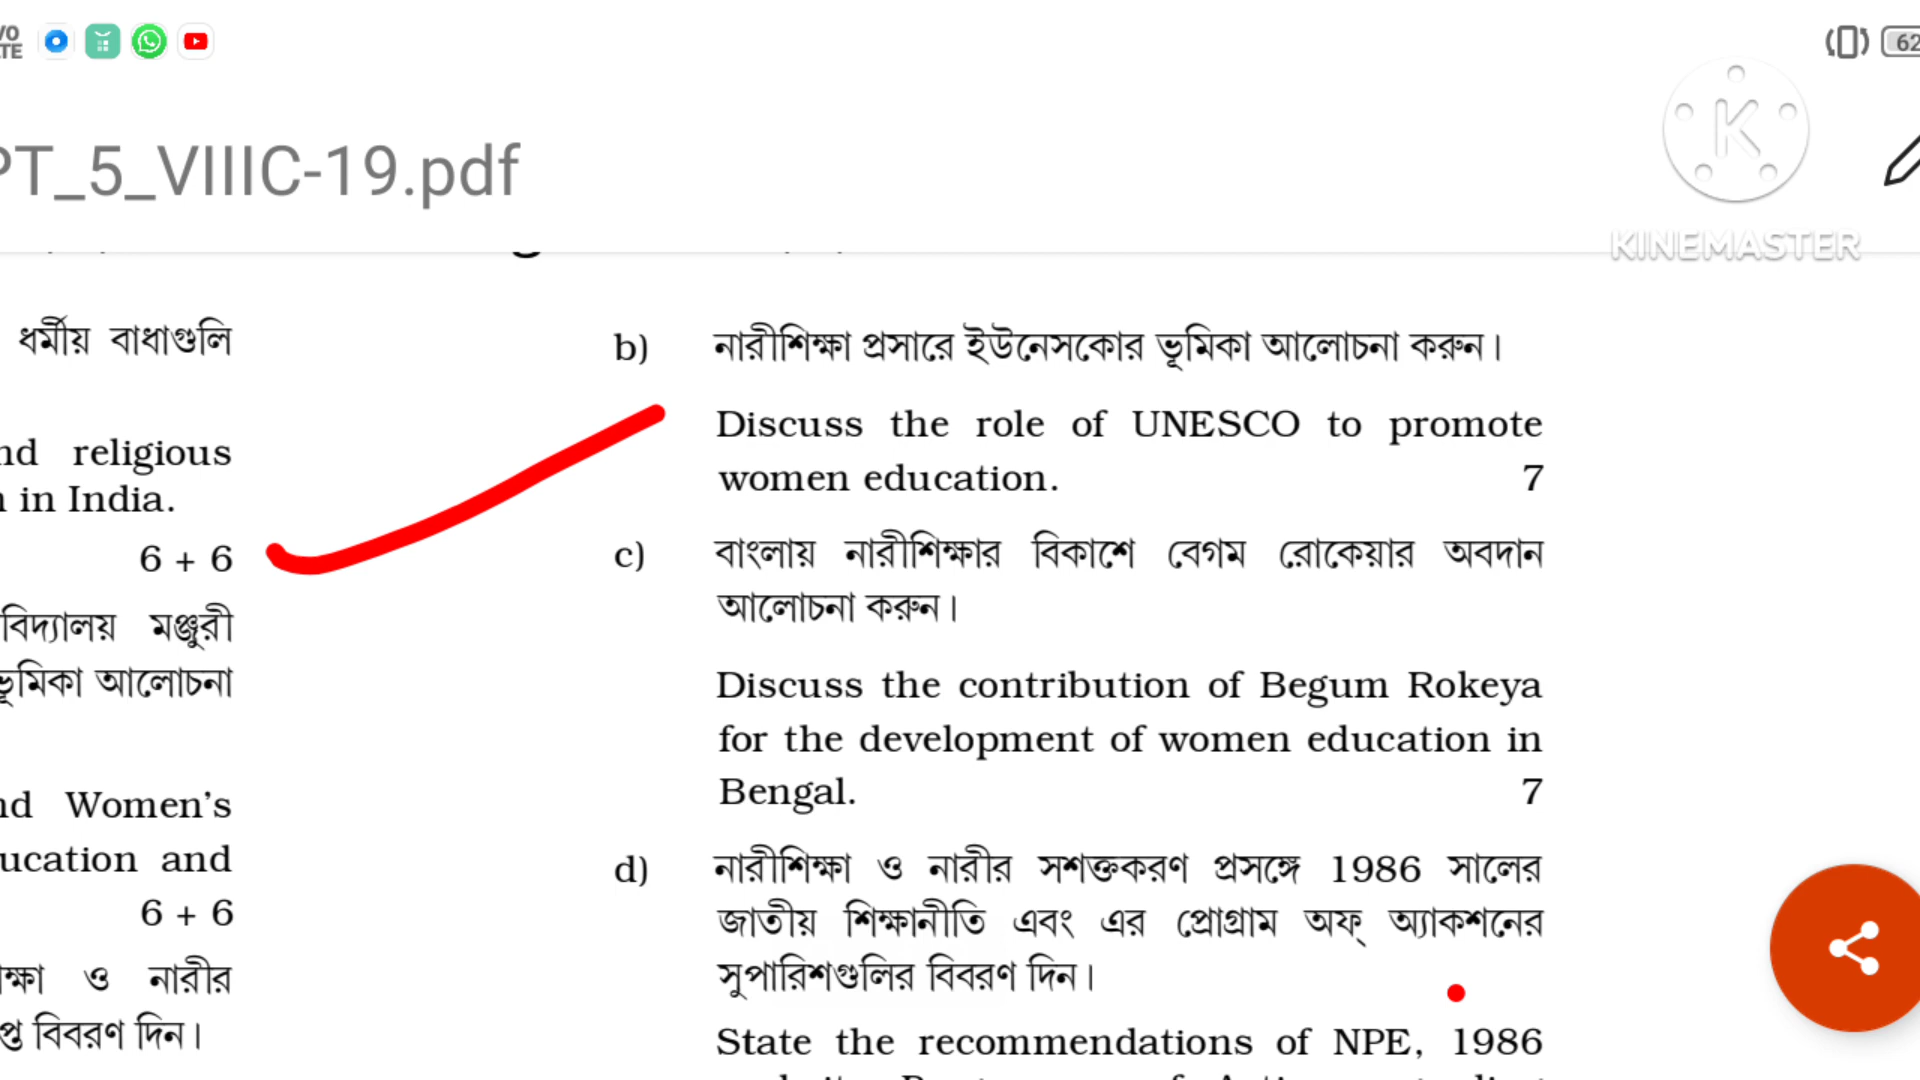 PT_5_VIIIC-19.pdf
KINEMASTER
62
ধর্মীয় বাধাগুলি
religious
in India.
6 + 6
বিদ্যালয় মঞ্জুরী
ভূমিকা আলোচনা
Women's
and
6 + 6
ও নারীর
বিবরণ দিন।
b) নারীশিক্ষা প্রসারে ইউনেসকোর ভূমিকা আলোচনা করুন।
Discuss the role of UNESCO to promote
women education. 7
c) বাংলায় নারীশিক্ষার বিকাশে বেগম রোকেয়ার অবদান
আলোচনা করুন।
Discuss the contribution of Begum Rokeya
for the development of women education in
Bengal. 7
d) নারীশিক্ষা ও নারীর সশক্তকরণ প্রসঙ্গে 1986 সালের
জাতীয় শিক্ষানীতি এবং এর প্রোগ্রাম অফ্ অ্যাকশনের
সুপারিশগুলির বিবরণ দিন।
State the recommendations of NPE, 1986